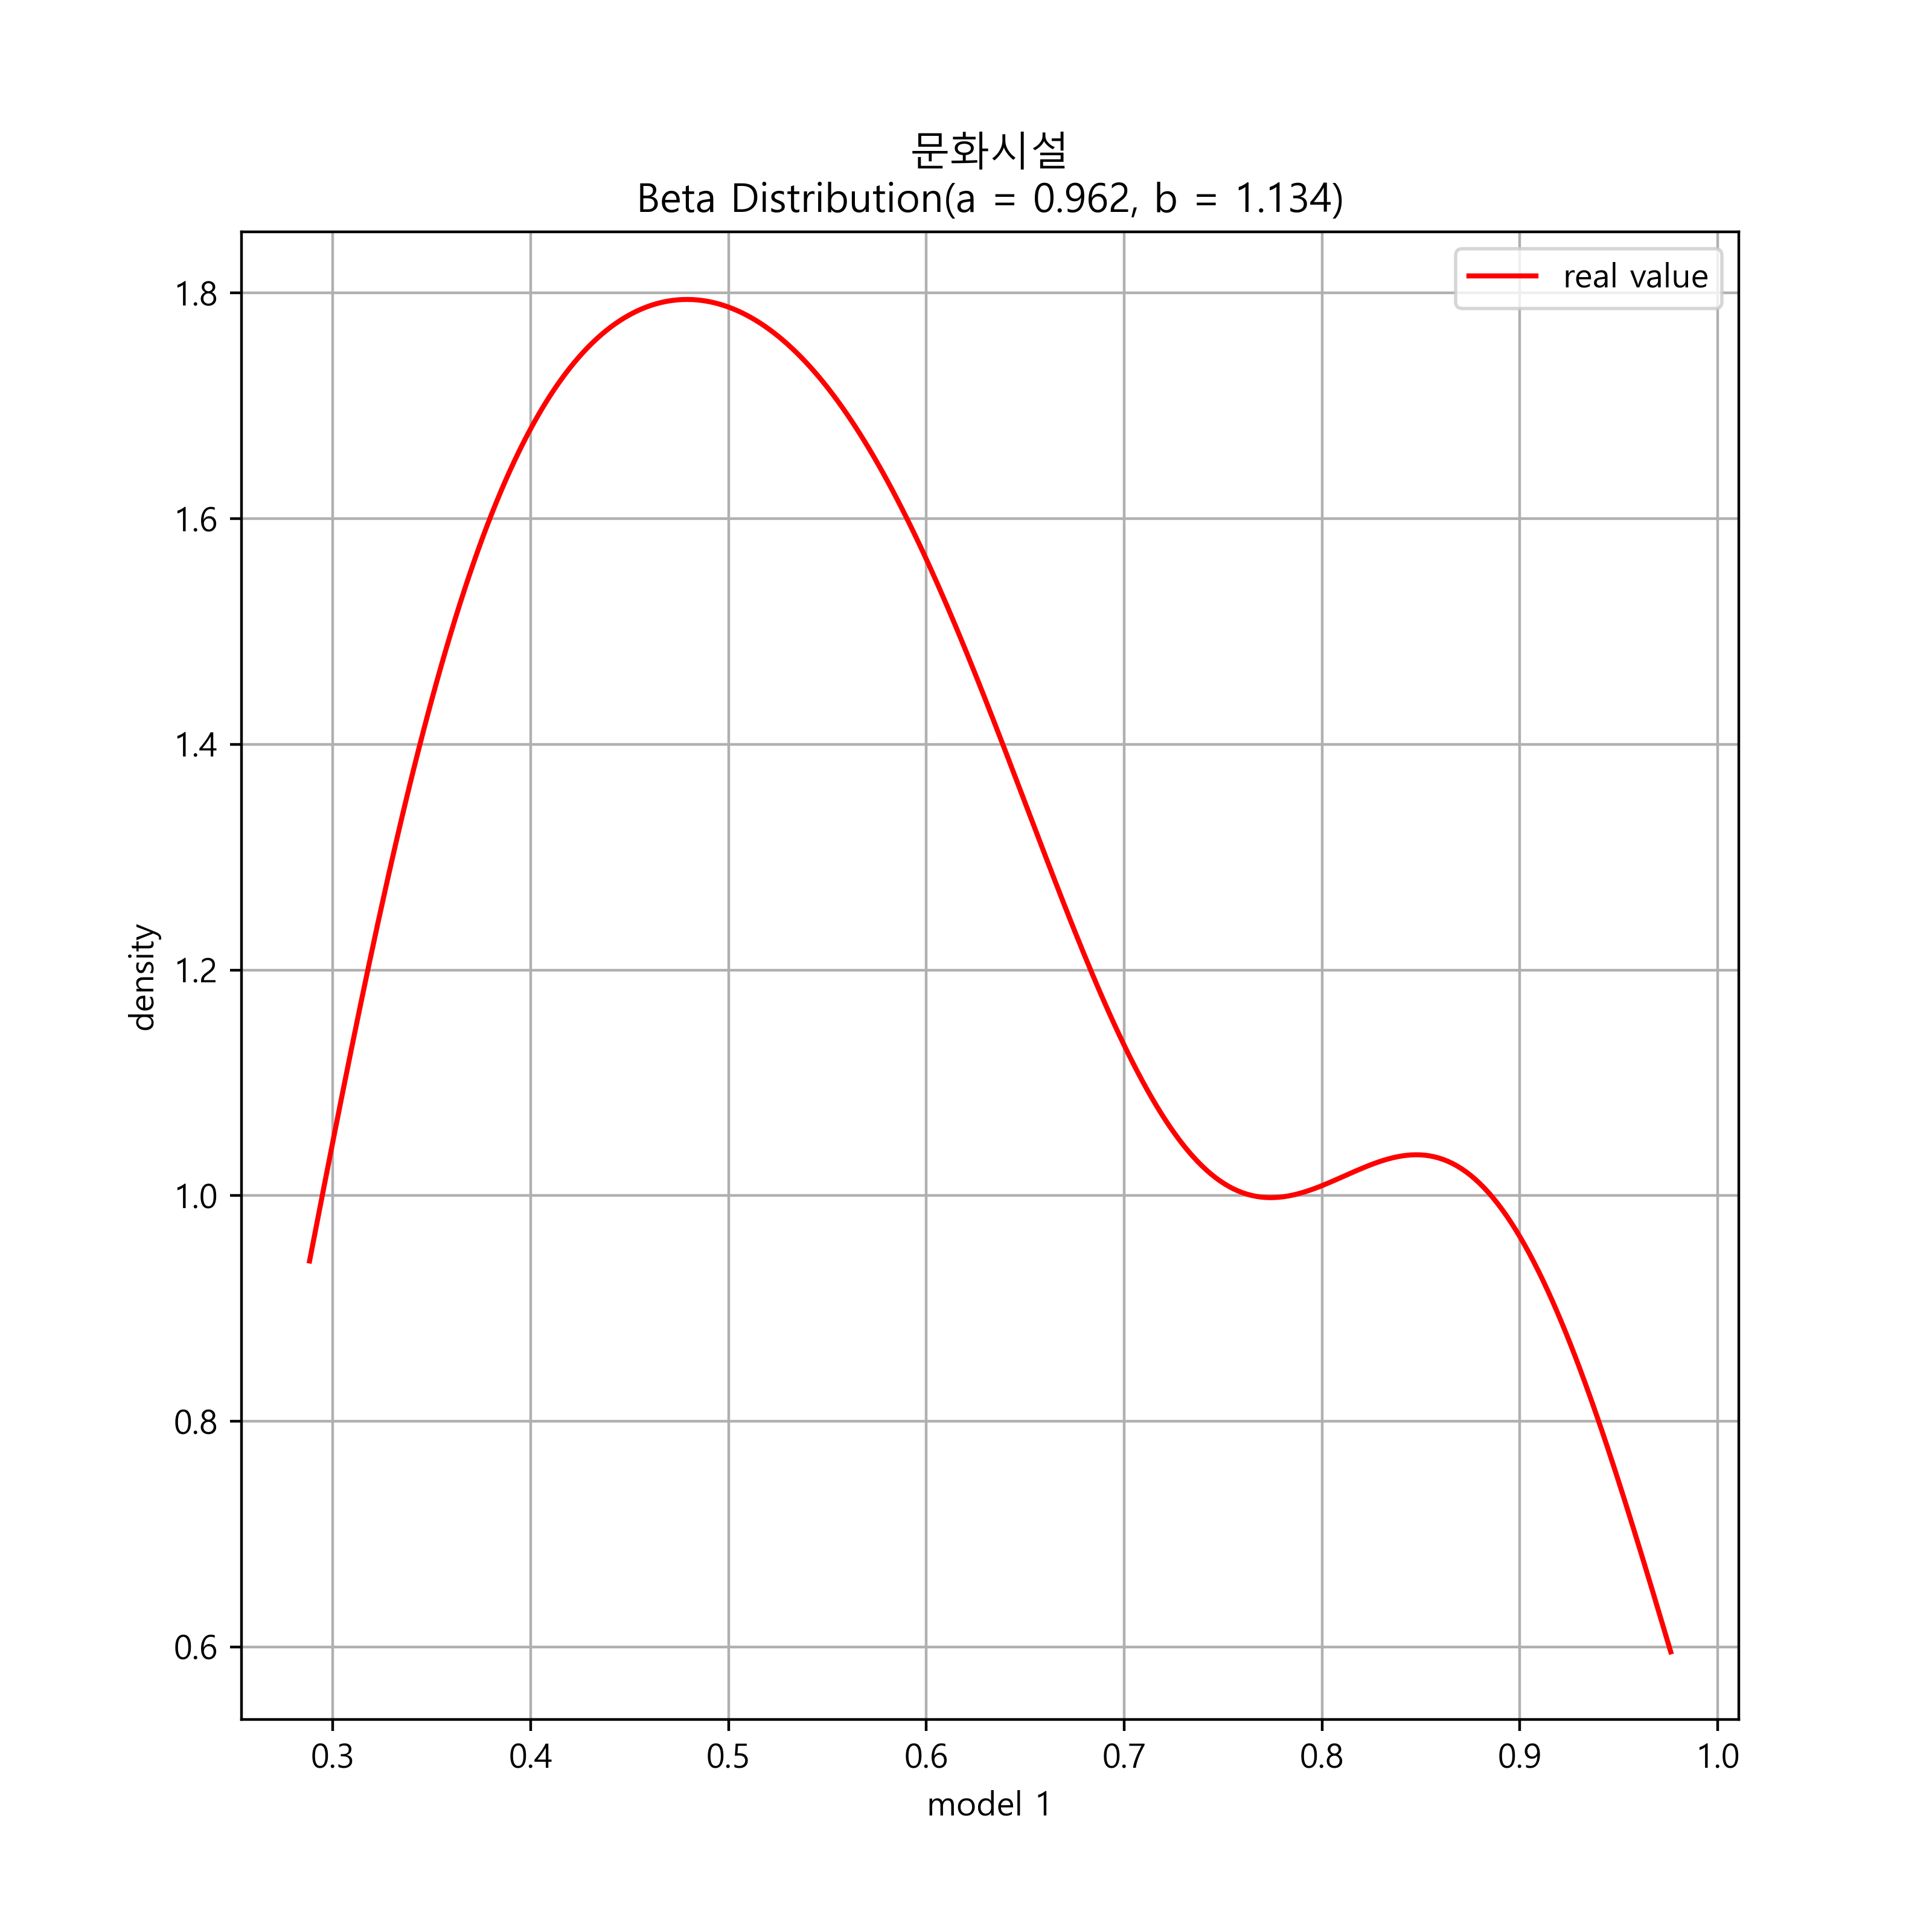 문화시설
Beta Distribution(a = 0.962, b = 1.134)
real value
1.8
1.6
1.4
1.2
1.0
0.8
0.6
density
0.3 0.4 0.5 0.6 0.7 0.8 0.9 1.0
model 1